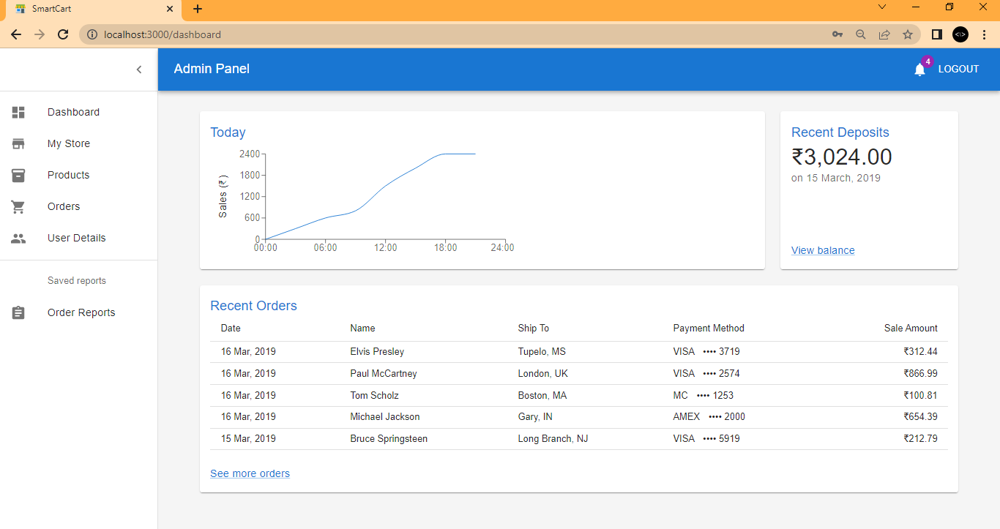 SmartCart
localhost:3000/dashboard
Admin Panel
4
LOGOUT
Dashboard
My Store
Products
Orders
User Details
Saved reports
Order Reports
Today
Sales (₹)
2400
1800
1200
600
0
00:00 06:00 12:00 18:00 24:00
Recent Deposits
₹3,024.00
on 15 March, 2019
View balance
Recent Orders
Date Name Ship To Payment Method Sale Amount
16 Mar, 2019 Elvis Presley Tupelo, MS VISA •••• 3719 ₹312.44
16 Mar, 2019 Paul McCartney London, UK VISA •••• 2574 ₹866.99
16 Mar, 2019 Tom Scholz Boston, MA MC •••• 1253 ₹100.81
16 Mar, 2019 Michael Jackson Gary, IN AMEX •••• 2000 ₹654.39
15 Mar, 2019 Bruce Springsteen Long Branch, NJ VISA •••• 5919 ₹212.79
See more orders